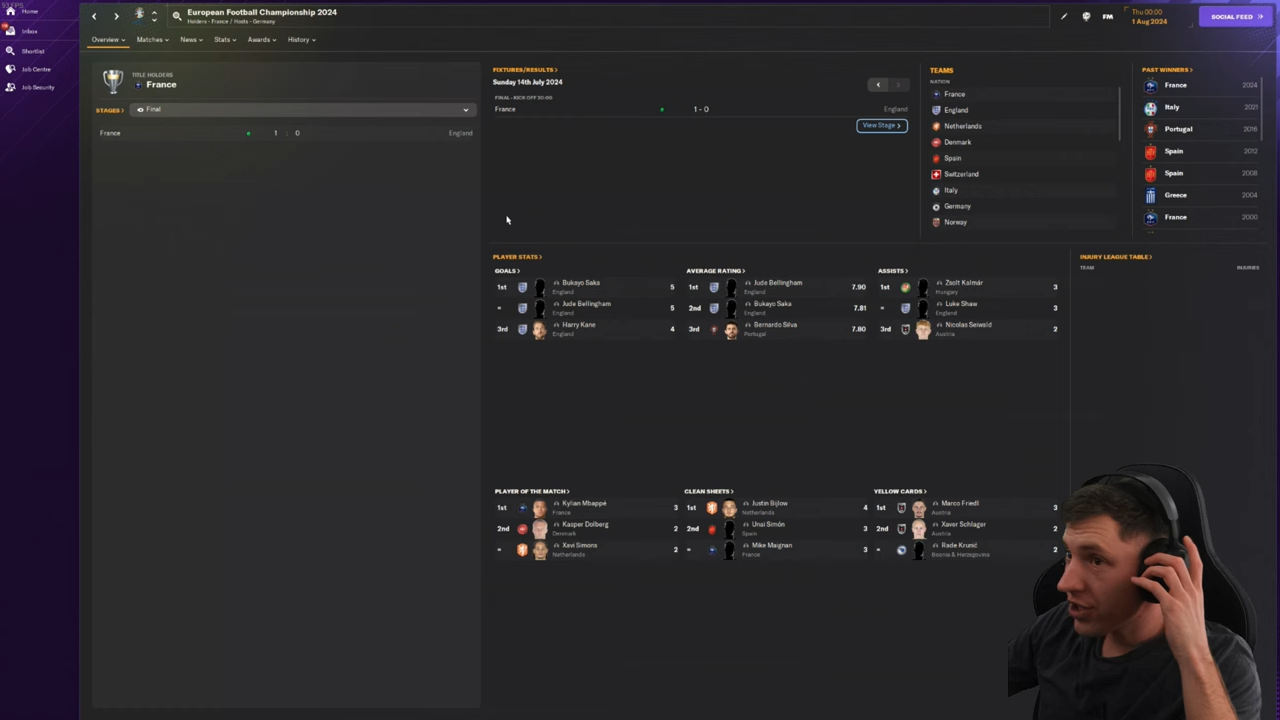 Home
Inbox
Shortlist
Job Centre
Job Security
European Football Championship 2024
Holders - France / Hosts - Germany
FM
Thu 00:00
1 Aug 2024
SOCIAL FEED
Overview Matches News Stats Awards History
TITLE HOLDERS
France
STAGES Final
France 1 : 0 England
FIXTURES/RESULTS
Sunday 14th July 2024
FINAL - KICK OFF 20:00
France 1 - 0 England
View Stage
TEAMS
NATION
France
England
Netherlands
Denmark
Spain
Switzerland
Italy
Germany
Norway
PAST WINNERS
France 2024
Italy 2021
Portugal 2016
Spain 2012
Spain 2008
Greece 2004
France 2000
PLAYER STATS
GOALS
1st Bukayo Saka 5
England
= Jude Bellingham 5
England
3rd Harry Kane 4
England
AVERAGE RATING
1st Jude Bellingham 7.90
England
2nd Bukayo Saka 7.81
England
3rd Bernardo Silva 7.80
Portugal
ASSISTS
1st Zsolt Kalmár 3
Hungary
= Luke Shaw 3
England
3rd Nicolas Seiwald 2
Austria
INJURY LEAGUE TABLE
TEAM INJURIES
PLAYER OF THE MATCH
1st Kylian Mbappé 3
France
2nd Kasper Dolberg 2
Denmark
= Xavi Simons 2
Netherlands
CLEAN SHEETS
1st Justin Bijlow 4
Netherlands
2nd Unai Simón 3
Spain
= Mike Maignan 3
France
YELLOW CARDS
1st Marco Friedl 3
Austria
2nd Xaver Schlager 2
Austria
= Rade Krunić 2
Bosnia & Herzegovina